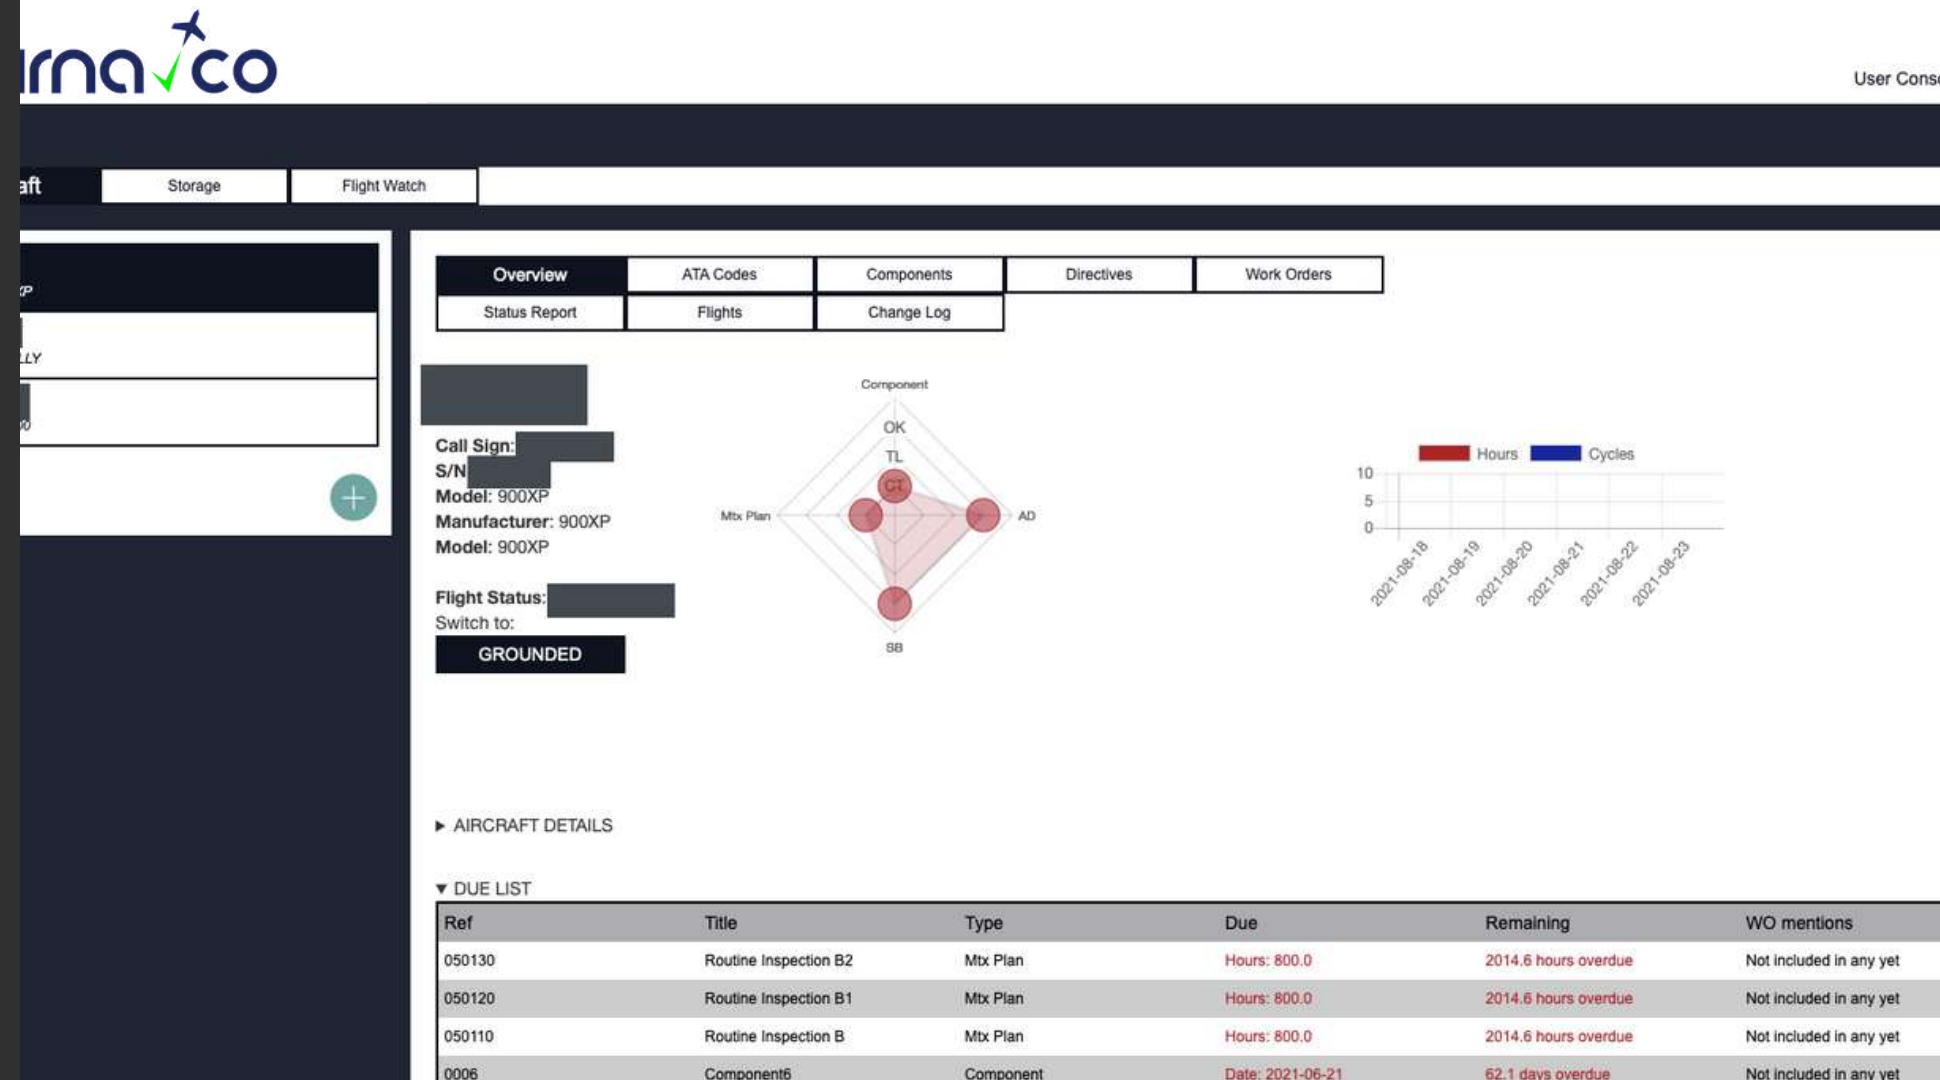 rna✓co
User Cons
aft
Storage
Flight Watch
XP
LLY
Overview
ATA Codes
Components
Directives
Work Orders
Status Report
Flights
Change Log
Call Sign:
S/N
Model: 900XP
Manufacturer: 900XP
Model: 900XP
Flight Status:
Switch to:
GROUNDED
Component
OK
TL
CT
Mtx Plan
AD
SB
Hours
Cycles
10
5
0
2021-08-18
2021-08-19
2021-08-20
2021-08-21
2021-08-22
2021-08-23
AIRCRAFT DETAILS
DUE LIST
Ref Title Type Due Remaining WO mentions
050130 Routine Inspection B2 Mtx Plan Hours: 800.0 2014.6 hours overdue Not included in any yet
050120 Routine Inspection B1 Mtx Plan Hours: 800.0 2014.6 hours overdue Not included in any yet
050110 Routine Inspection B Mtx Plan Hours: 800.0 2014.6 hours overdue Not included in any yet
0006 Component6 Component Date: 2021-06-21 62.1 days overdue Not included in any yet